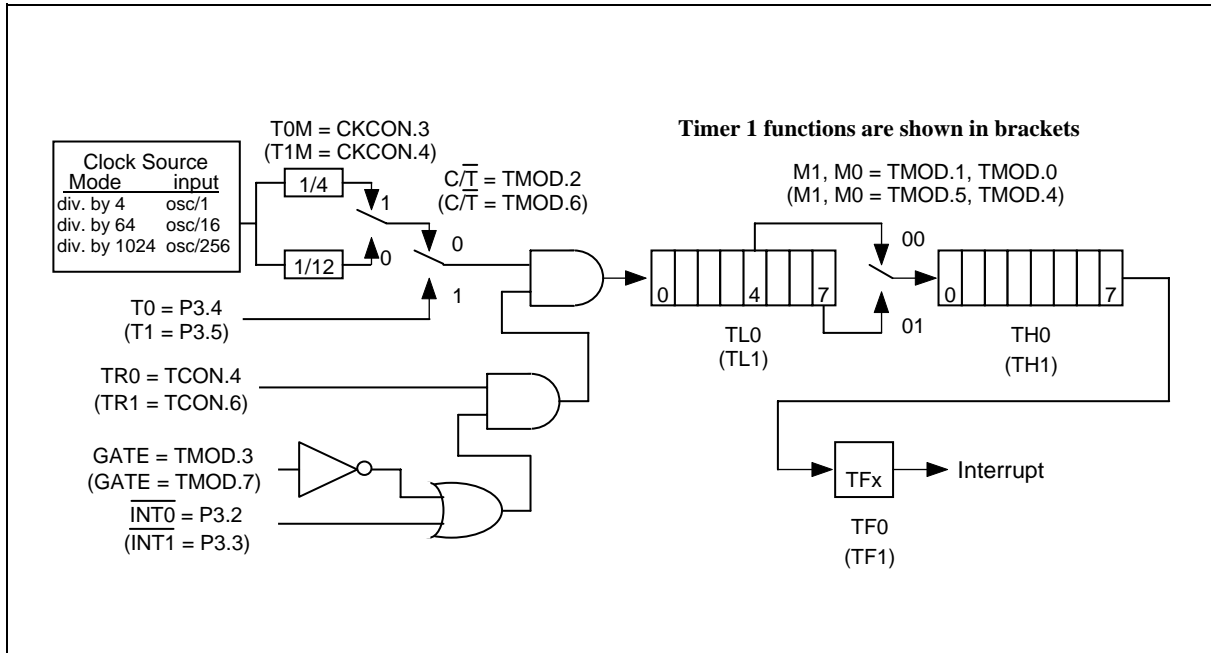 T0M = CKCON.3
(T1M = CKCON.4)
Timer 1 functions are shown in brackets
Clock Source
Mode input
div. by 4 osc/1
div. by 64 osc/16
div. by 1024 osc/256
1/4
1/12
1
0
C/T̅ = TMOD.2
(C/T̅ = TMOD.6)
0
1
M1, M0 = TMOD.1, TMOD.0
(M1, M0 = TMOD.5, TMOD.4)
00
01
0 4 7
0 7
T0 = P3.4
(T1 = P3.5)
TL0
(TL1)
TH0
(TH1)
TR0 = TCON.4
(TR1 = TCON.6)
GATE = TMOD.3
(GATE = TMOD.7)
I̅N̅T̅0̅ = P3.2
(I̅N̅T̅1̅ = P3.3)
TFx
Interrupt
TF0
(TF1)